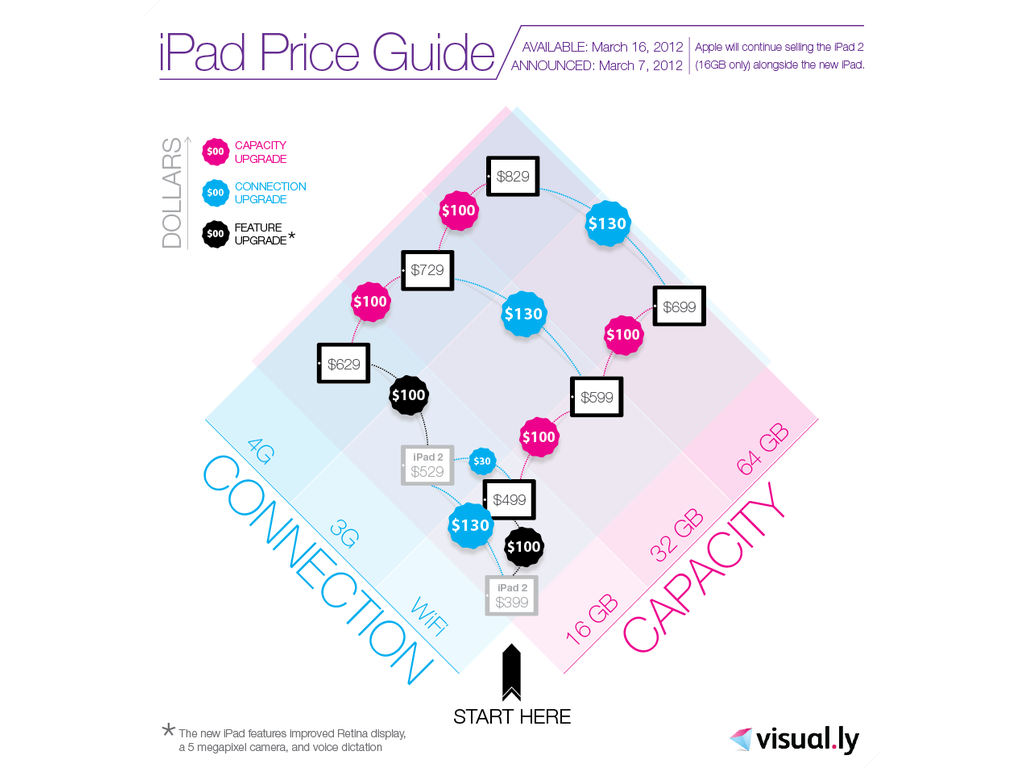 iPad Price Guide
AVAILABLE: March 16, 2012
ANNOUNCED: March 7, 2012
Apple will continue selling the iPad 2
(16GB only) alongside the new iPad.
DOLLARS
$00 CAPACITY
UPGRADE
$00 CONNECTION
UPGRADE
$00 FEATURE
UPGRADE*
$829
$100
$130
$729
$100
$130
$699
$100
$629
$100
$599
$100
iPad 2
$529
$30
$499
$130
$100
iPad 2
$399
4G
3G
WiFi
CONNECTION
64 GB
32 GB
16 GB
CAPACITY
START HERE
* The new iPad features improved Retina display,
a 5 megapixel camera, and voice dictation
visual.ly